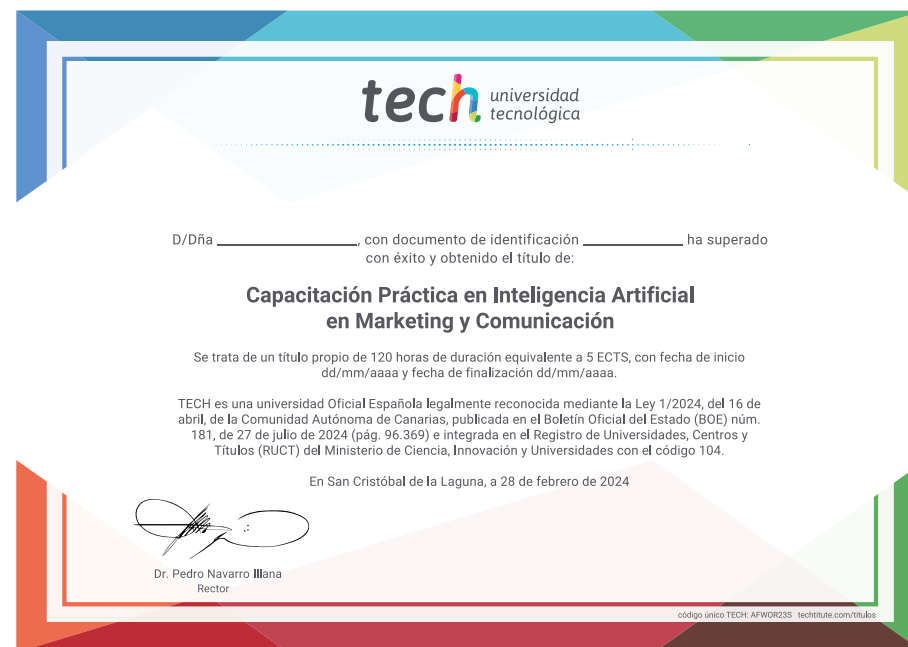 tech universidad
tecnológica
D/Dña ________________, con documento de identificación ____________ ha superado
con éxito y obtenido el título de:
Capacitación Práctica en Inteligencia Artificial
en Marketing y Comunicación
Se trata de un título propio de 120 horas de duración equivalente a 5 ECTS, con fecha de inicio
dd/mm/aaaa y fecha de finalización dd/mm/aaaa.
TECH es una universidad Oficial Española legalmente reconocida mediante la Ley 1/2024, del 16 de
abril, de la Comunidad Autónoma de Canarias, publicada en el Boletín Oficial del Estado (BOE) núm.
181, de 27 de julio de 2024 (pág. 96.369) e integrada en el Registro de Universidades, Centros y
Títulos (RUCT) del Ministerio de Ciencia, Innovación y Universidades con el código 104.
En San Cristóbal de la Laguna, a 28 de febrero de 2024
Dr. Pedro Navarro Illana
Rector
código único TECH: AFWOR23S techtitute.com/titulos